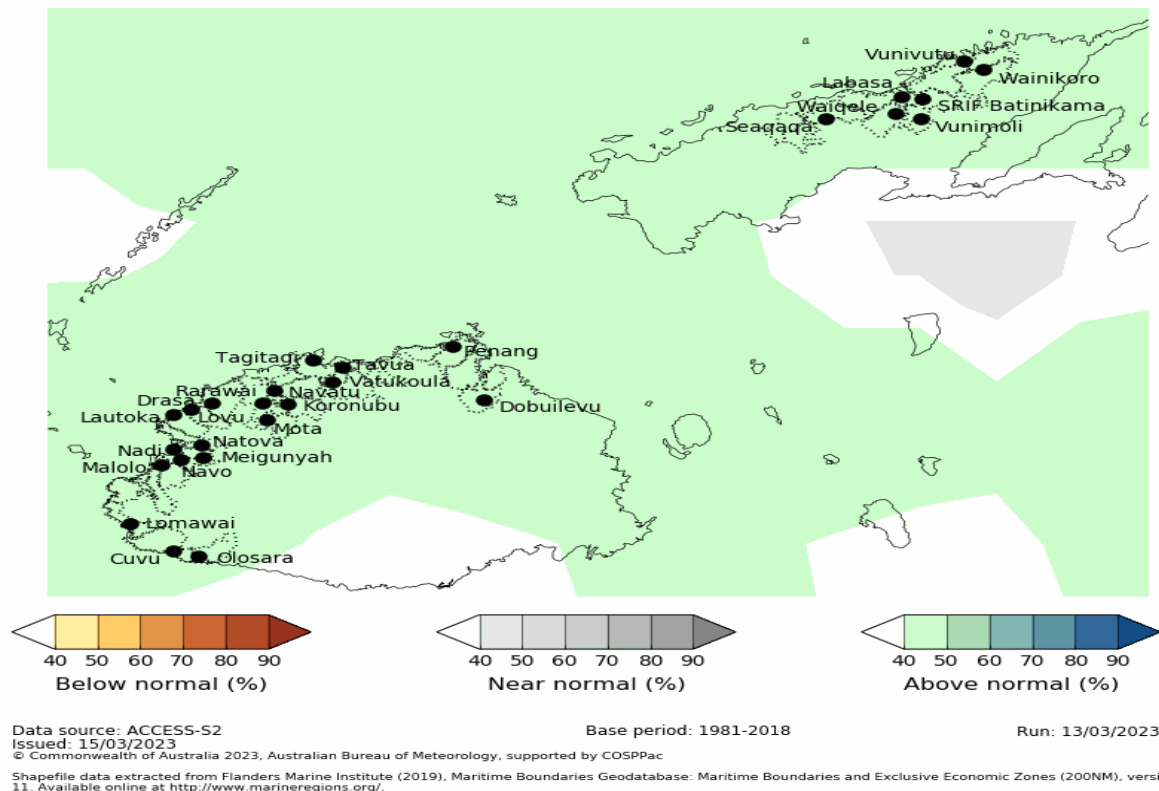 Vunivutu
Wainikoro
Labasa
SRIF Batinikama
Waiqele
Seaqaqa
Vunimoli
Penang
Tagitagi
Tavua
Vatukoula
Rarawai
Navatu
Drasa
Koronubu
Dobuilevu
Lautoka
Lovu
Mota
Natova
Nadi
Meigunyah
Malolo
Navo
Lomawai
Cuvu
Olosara
40 50 60 70 80 90
Below normal (%)
40 50 60 70 80 90
Near normal (%)
40 50 60 70 80 90
Above normal (%)
Data source: ACCESS-S2
Base period: 1981-2018
Run: 13/03/2023
Issued: 15/03/2023
© Commonwealth of Australia 2023, Australian Bureau of Meteorology, supported by COSPPac
Shapefile data extracted from Flanders Marine Institute (2019), Maritime Boundaries Geodatabase: Maritime Boundaries and Exclusive Economic Zones (200NM), versi
11. Available online at http://www.marineregions.org/.